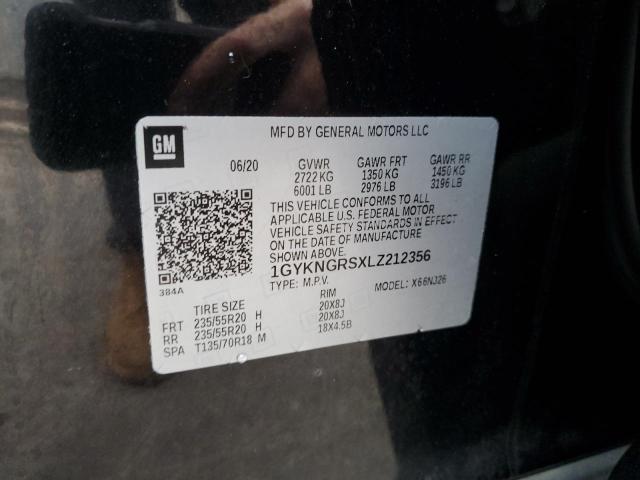 GM
MFD BY GENERAL MOTORS LLC
06/20 GVWR GAWR FRT GAWR RR
2722 KG 1350 KG 1450 KG
6001 LB 2976 LB 3196 LB
THIS VEHICLE CONFORMS TO ALL
APPLICABLE U.S. FEDERAL MOTOR
VEHICLE SAFETY STANDARDS IN EFFECT
ON THE DATE OF MANUFACTURE
SHOWN ABOVE.
1GYKNGRSXLZ212356
384A
TYPE: M.P.V. MODEL: X66NJ26
TIRE SIZE RIM
FRT 235/55R20 H 20X8J
RR 235/55R20 H 20X8J
SPA T135/70R18 M 18X4.5B